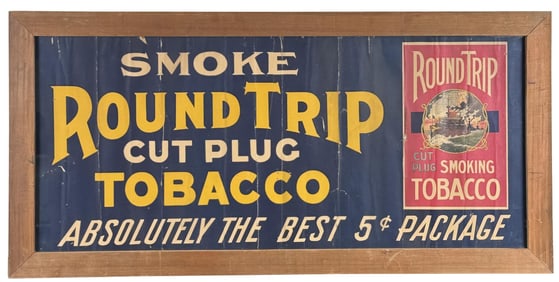 SMOKE
ROUND TRIP
CUT PLUG
TOBACCO
ABSOLUTELY THE BEST 5¢ PACKAGE
ROUND TRIP
CUT
PLUG SMOKING
TOBACCO